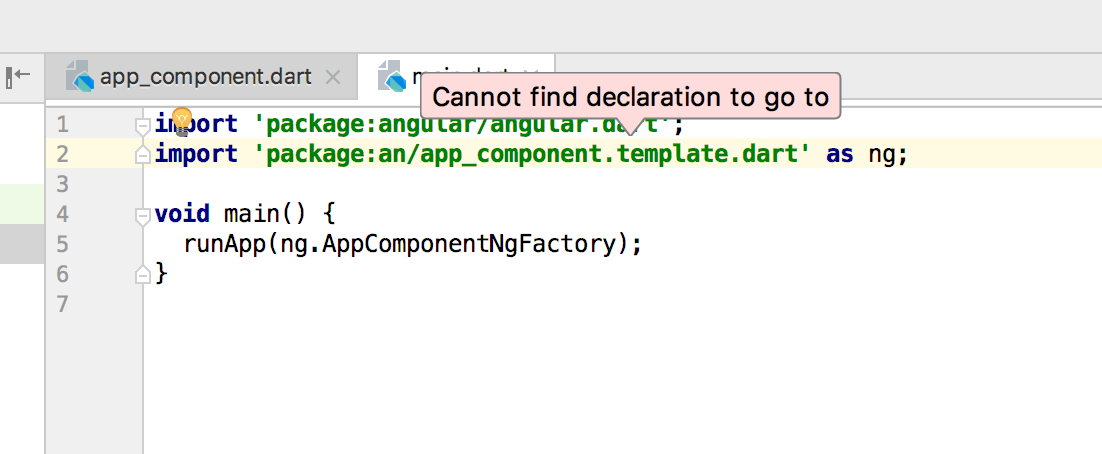 app_component.dart
Cannot find declaration to go to
1 import 'package:angular/angular.dart';
2 import 'package:an/app_component.template.dart' as ng;
3
4 void main() {
5 runApp(ng.AppComponentNgFactory);
6 }
7